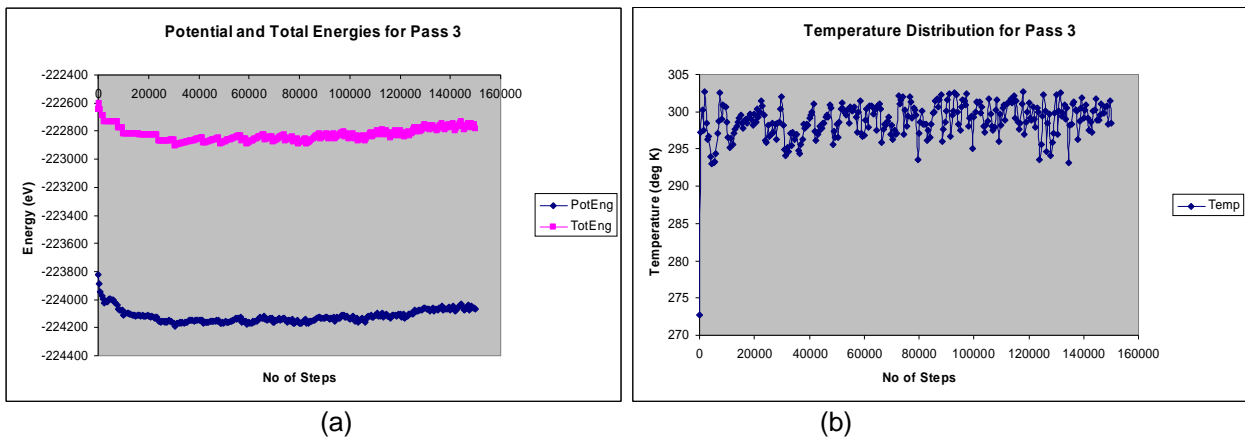 Potential and Total Energies for Pass 3
-222400
0 20000 40000 60000 80000 100000 120000 140000 160000
-222600
-222800
-223000
-223200
-223400
-223600
-223800
-224000
-224200
-224400
Energy (eV)
No of Steps
PotEng
TotEng
(a)
Temperature Distribution for Pass 3
305
300
295
290
285
280
275
270
0 20000 40000 60000 80000 100000 120000 140000 160000
Temperature (deg K)
No of Steps
Temp
(b)